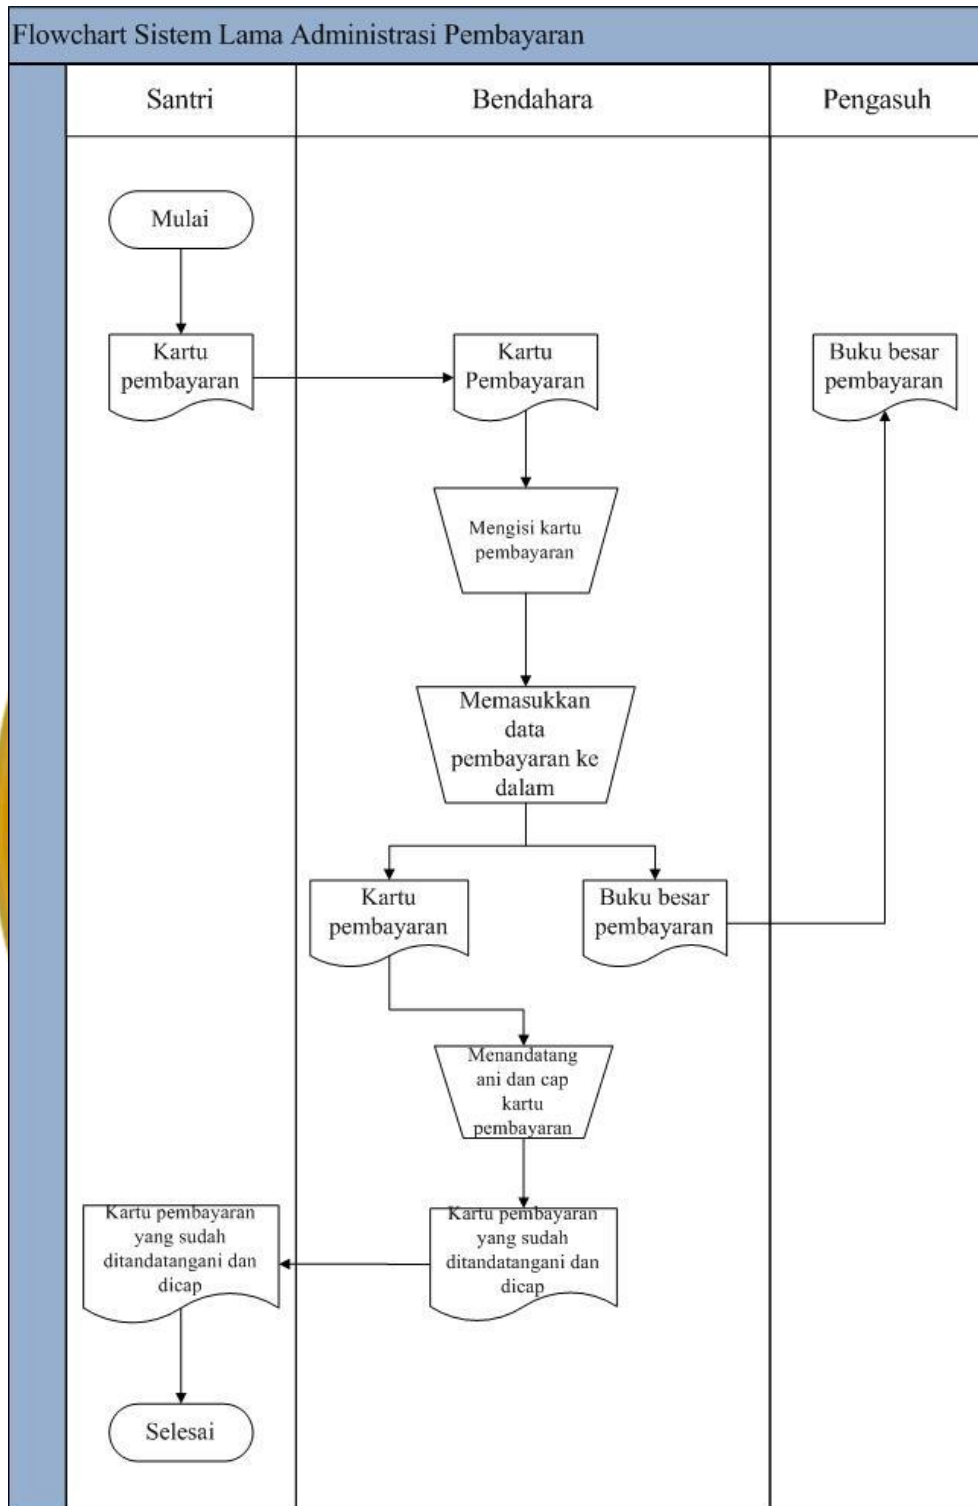 Flowchart Sistem Lama Administrasi Pembayaran
Santri
Bendahara
Pengasuh
Mulai
Kartu
pembayaran
Kartu
Pembayaran
Buku besar
pembayaran
Mengisi kartu
pembayaran
Memasukkan
data
pembayaran ke
dalam
Kartu
pembayaran
Buku besar
pembayaran
Menandatang
ani dan cap
kartu
pembayaran
Kartu pembayaran
yang sudah
ditandatangani dan
dicap
Kartu pembayaran
yang sudah
ditandatangani dan
dicap
Selesai